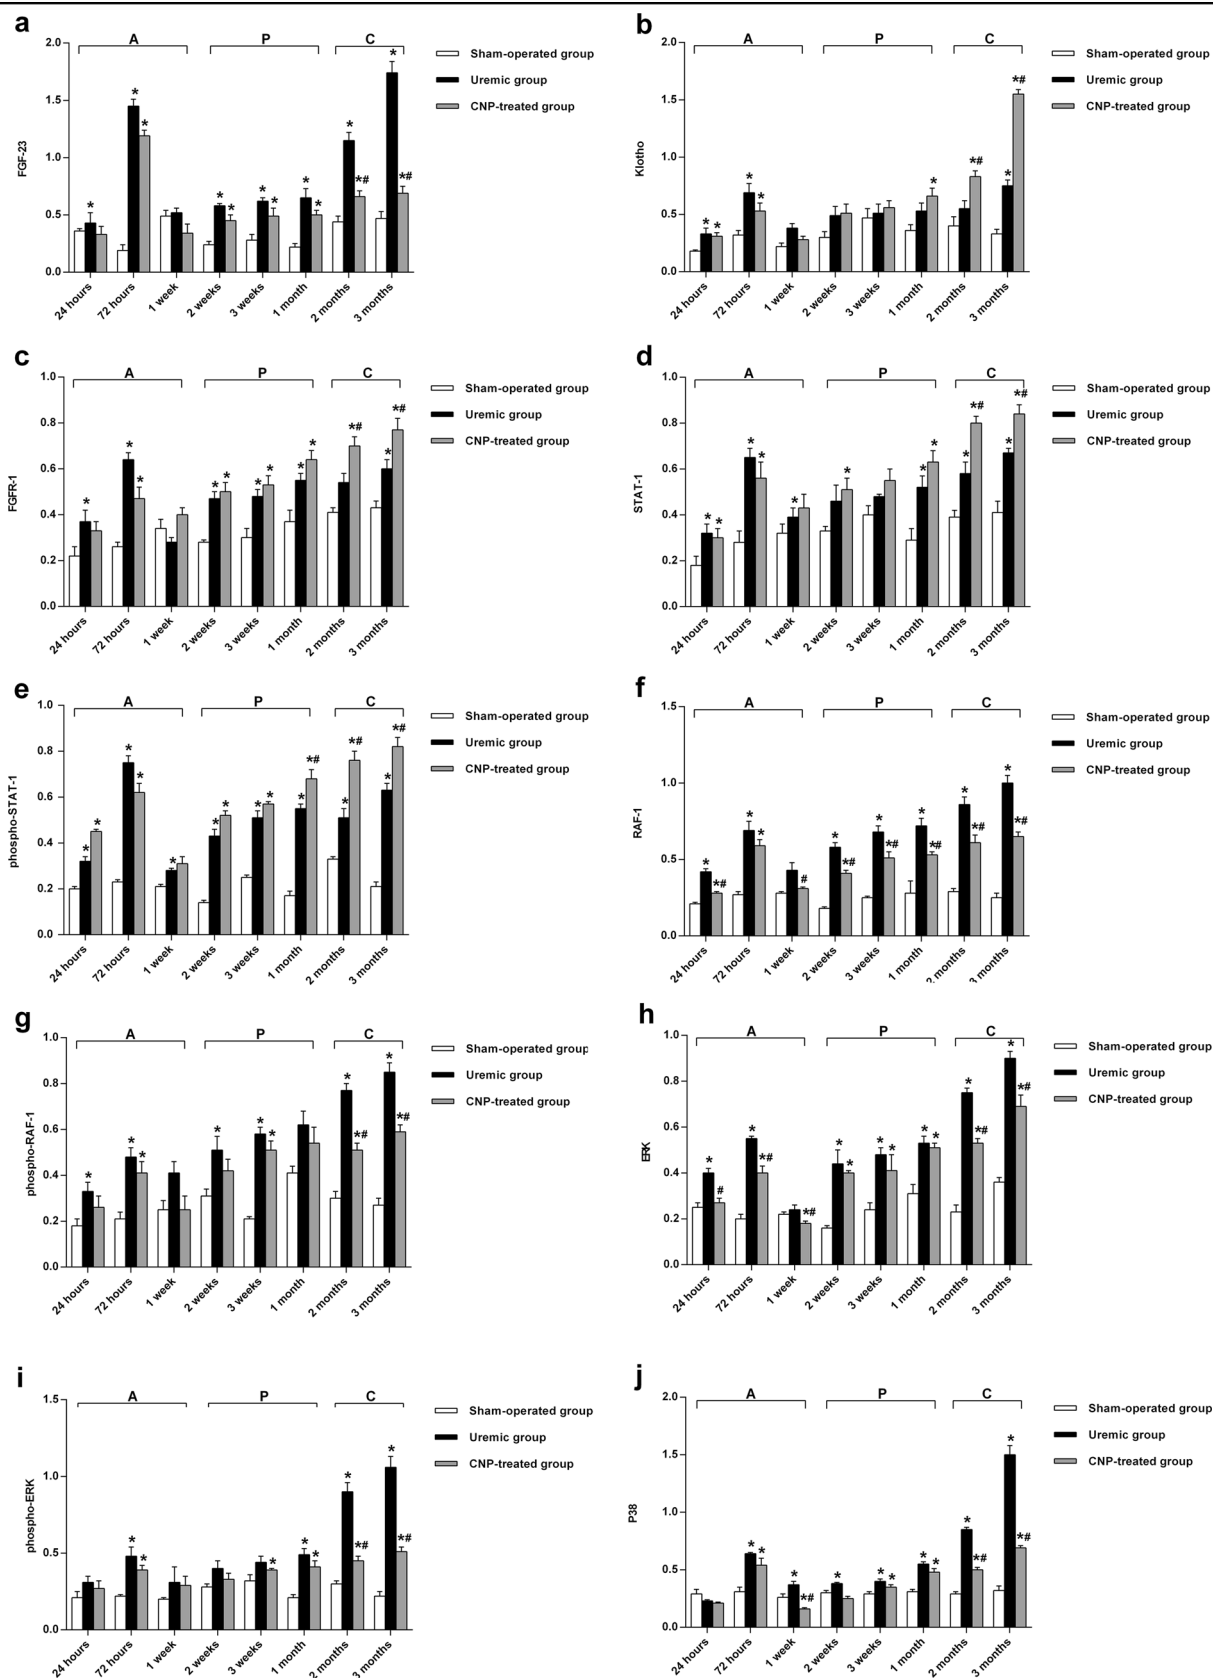 a
A P C
2.0
1.5
1.0
0.5
0.0
FGF-23
* * * * * * * * * * *# * *#
24 hours 72 hours 1 week 2 weeks 3 weeks 1 month 2 months 3 months
Sham-operated group
Uremic group
CNP-treated group
b
A P C
2.0
1.5
1.0
0.5
0.0
Klotho
* * * * * *# * *#
24 hours 72 hours 1 week 2 weeks 3 weeks 1 month 2 months 3 months
Sham-operated group
Uremic group
CNP-treated group
c
A P C
1.0
0.8
0.6
0.4
0.2
0.0
FGFR-1
* * * * * * * * * *# * *#
24 hours 72 hours 1 week 2 weeks 3 weeks 1 month 2 months 3 months
Sham-operated group
Uremic group
CNP-treated group
d
A P C
1.0
0.8
0.6
0.4
0.2
0.0
STAT-1
* * * * * * * * * *# * *#
24 hours 72 hours 1 week 2 weeks 3 weeks 1 month 2 months 3 months
Sham-operated group
Uremic group
CNP-treated group
e
A P C
1.0
0.8
0.6
0.4
0.2
0.0
phospho-STAT-1
* * * * * * * * * * *# * *# * *#
24 hours 72 hours 1 week 2 weeks 3 weeks 1 month 2 months 3 months
Sham-operated group
Uremic group
CNP-treated group
f
A P C
1.5
1.0
0.5
0.0
RAF-1
* *# * * # * *# * *# * *# * *# * *#
24 hours 72 hours 1 week 2 weeks 3 weeks 1 month 2 months 3 months
Sham-operated group
Uremic group
CNP-treated group
g
A P C
1.0
0.8
0.6
0.4
0.2
0.0
phospho-RAF-1
* * * * * * * *# * *#
24 hours 72 hours 1 week 2 weeks 3 weeks 1 month 2 months 3 months
Sham-operated group
Uremic group
CNP-treated group
h
A P C
1.0
0.8
0.6
0.4
0.2
0.0
ERK
* # * *# *# * * * * * * *# * *#
24 hours 72 hours 1 week 2 weeks 3 weeks 1 month 2 months 3 months
Sham-operated group
Uremic group
CNP-treated group
i
A P C
1.5
1.0
0.5
0.0
phospho-ERK
* * * * * * *# * *#
24 hours 72 hours 1 week 2 weeks 3 weeks 1 month 2 months 3 months
Sham-operated group
Uremic group
CNP-treated group
j
A P C
2.0
1.5
1.0
0.5
0.0
P38
* * * *# * * * * * * *# * *#
24 hours 72 hours 1 week 2 weeks 3 weeks 1 month 2 months 3 months
Sham-operated group
Uremic group
CNP-treated group